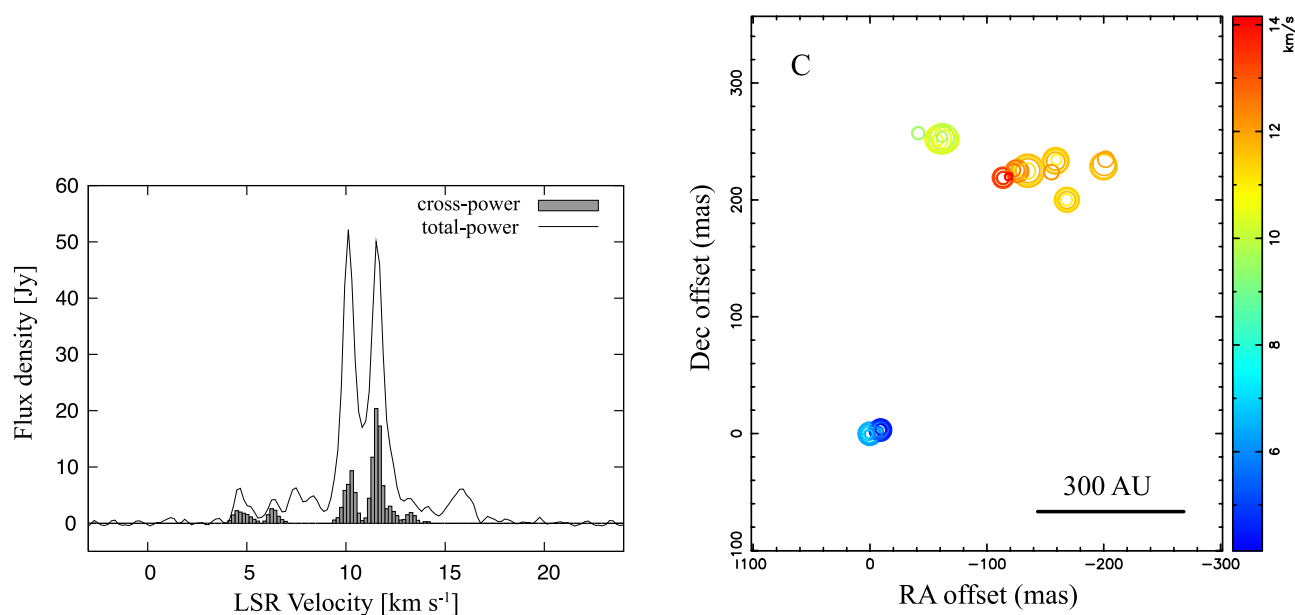 60
50
40
30
20
10
0
cross-power
total-power
Flux density [Jy]
0 5 10 15 20
LSR Velocity [km s⁻¹]
C
300
200
100
0
100
Dec offset (mas)
300 AU
100 0 −100 −200 −300
RA offset (mas)
14
12
10
8
6
km/s